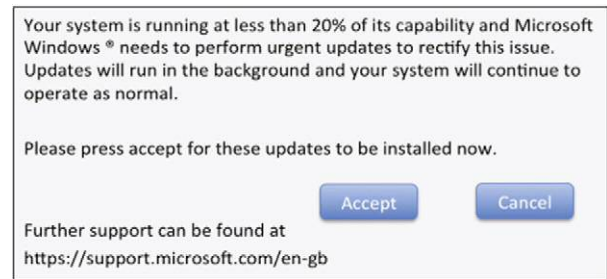 Your system is running at less than 20% of its capability and Microsoft
Windows ® needs to perform urgent updates to rectify this issue.
Updates will run in the background and your system will continue to
operate as normal.
Please press accept for these updates to be installed now.
Accept
Cancel
Further support can be found at
https://support.microsoft.com/en-gb